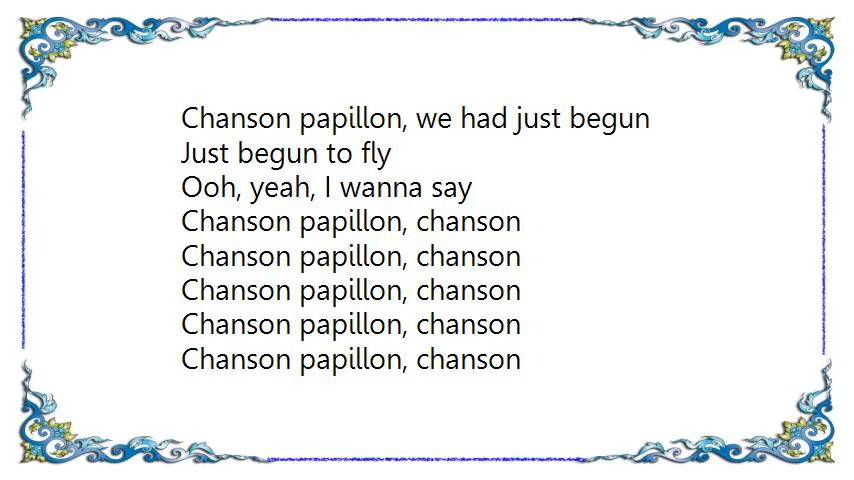 Chanson papillon, we had just begun
Just begun to fly
Ooh, yeah, I wanna say
Chanson papillon, chanson
Chanson papillon, chanson
Chanson papillon, chanson
Chanson papillon, chanson
Chanson papillon, chanson